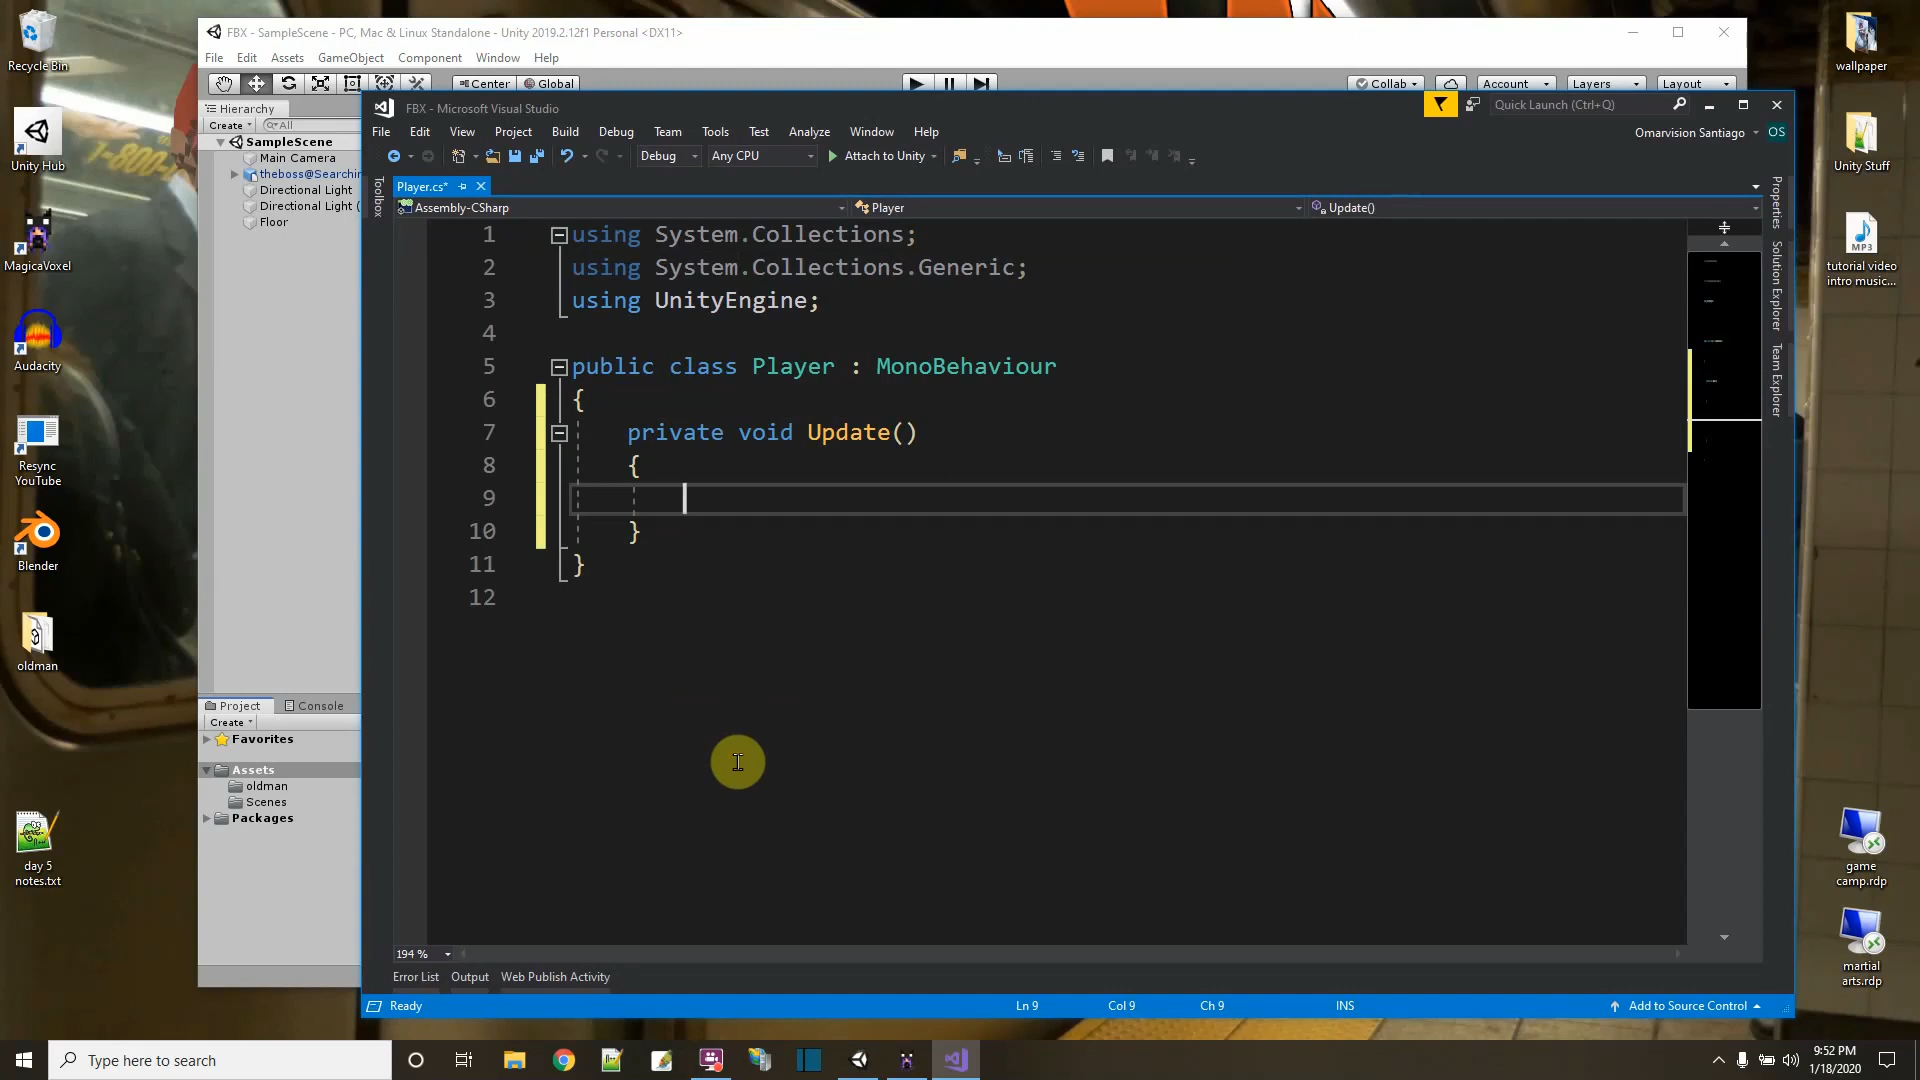 Recycle Bin
Unity Hub
MagicaVoxel
Audacity
Resync
YouTube
Blender
oldman
day 5
notes.txt
FBX - SampleScene - PC, Mac & Linux Standalone - Unity 2019.2.12f1 Personal <DX11>
File Edit Assets GameObject Component Window Help
Center Global Collab Account Layers Layout
Hierarchy
Create All
SampleScene
Main Camera
theboss@Searchin
Directional Light
Directional Light (
Floor
Project Console
Create
Favorites
Assets
oldman
Scenes
Packages
FBX - Microsoft Visual Studio
Quick Launch (Ctrl+Q)
File Edit View Project Build Debug Team Tools Test Analyze Window Help
Omarvision Santiago OS
Debug Any CPU Attach to Unity
Toolbox
Player.cs*
Assembly-CSharp Player Update()
1 using System.Collections;
2 using System.Collections.Generic;
3 using UnityEngine;
4
5 public class Player : MonoBehaviour
6 {
7 private void Update()
8 {
9
10 }
11 }
12
Properties
Solution Explorer
Team Explorer
194 %
Error List Output Web Publish Activity
Ready Ln 9 Col 9 Ch 9 INS Add to Source Control
wallpaper
Unity Stuff
MP3
tutorial video
intro music...
game
camp.rdp
martial
arts.rdp
Type here to search
9:52 PM
1/18/2020